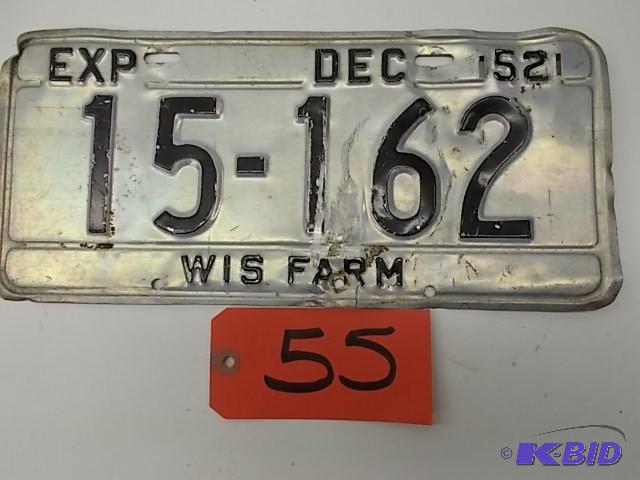 EXP DEC 52
15-162
WIS FARM
55
© K-BID